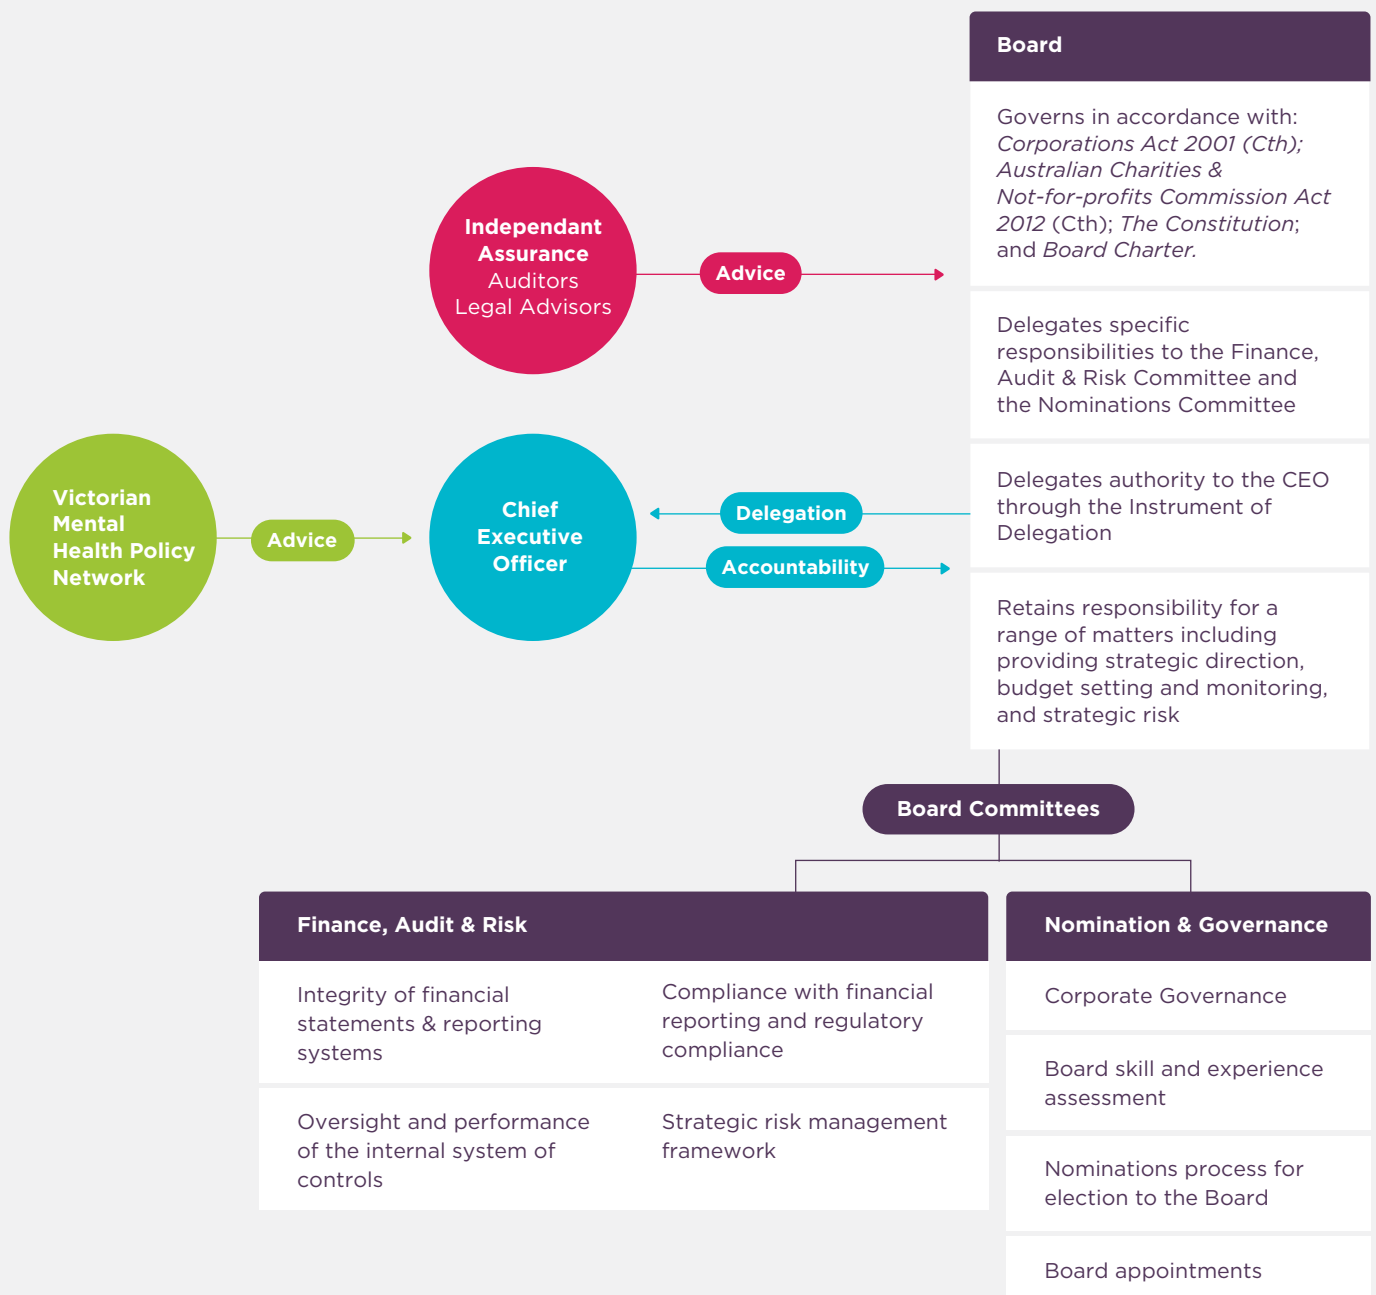 Board
Governs in accordance with:
Corporations Act 2001 (Cth);
Australian Charities &
Not-for-profits Commission Act
2012 (Cth); The Constitution;
and Board Charter.
Independant
Assurance
Auditors
Legal Advisors
Advice
Delegates specific
responsibilities to the Finance,
Audit & Risk Committee and
the Nominations Committee
Victorian
Mental
Health Policy
Network
Advice
Chief
Executive
Officer
Delegation
Accountability
Delegates authority to the CEO
through the Instrument of
Delegation
Retains responsibility for a
range of matters including
providing strategic direction,
budget setting and monitoring,
and strategic risk
Board Committees
Finance, Audit & Risk
Integrity of financial
statements & reporting
systems
Compliance with financial
reporting and regulatory
compliance
Oversight and performance
of the internal system of
controls
Strategic risk management
framework
Nomination & Governance
Corporate Governance
Board skill and experience
assessment
Nominations process for
election to the Board
Board appointments